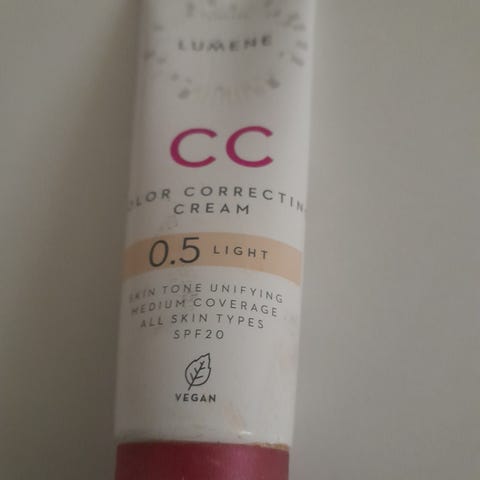 LUMENE
CC
OLOR CORRECTIN
CREAM
0.5 LIGHT
SKIN TONE UNIFYING
MEDIUM COVERAGE
ALL SKIN TYPES
SPF20
VEGAN